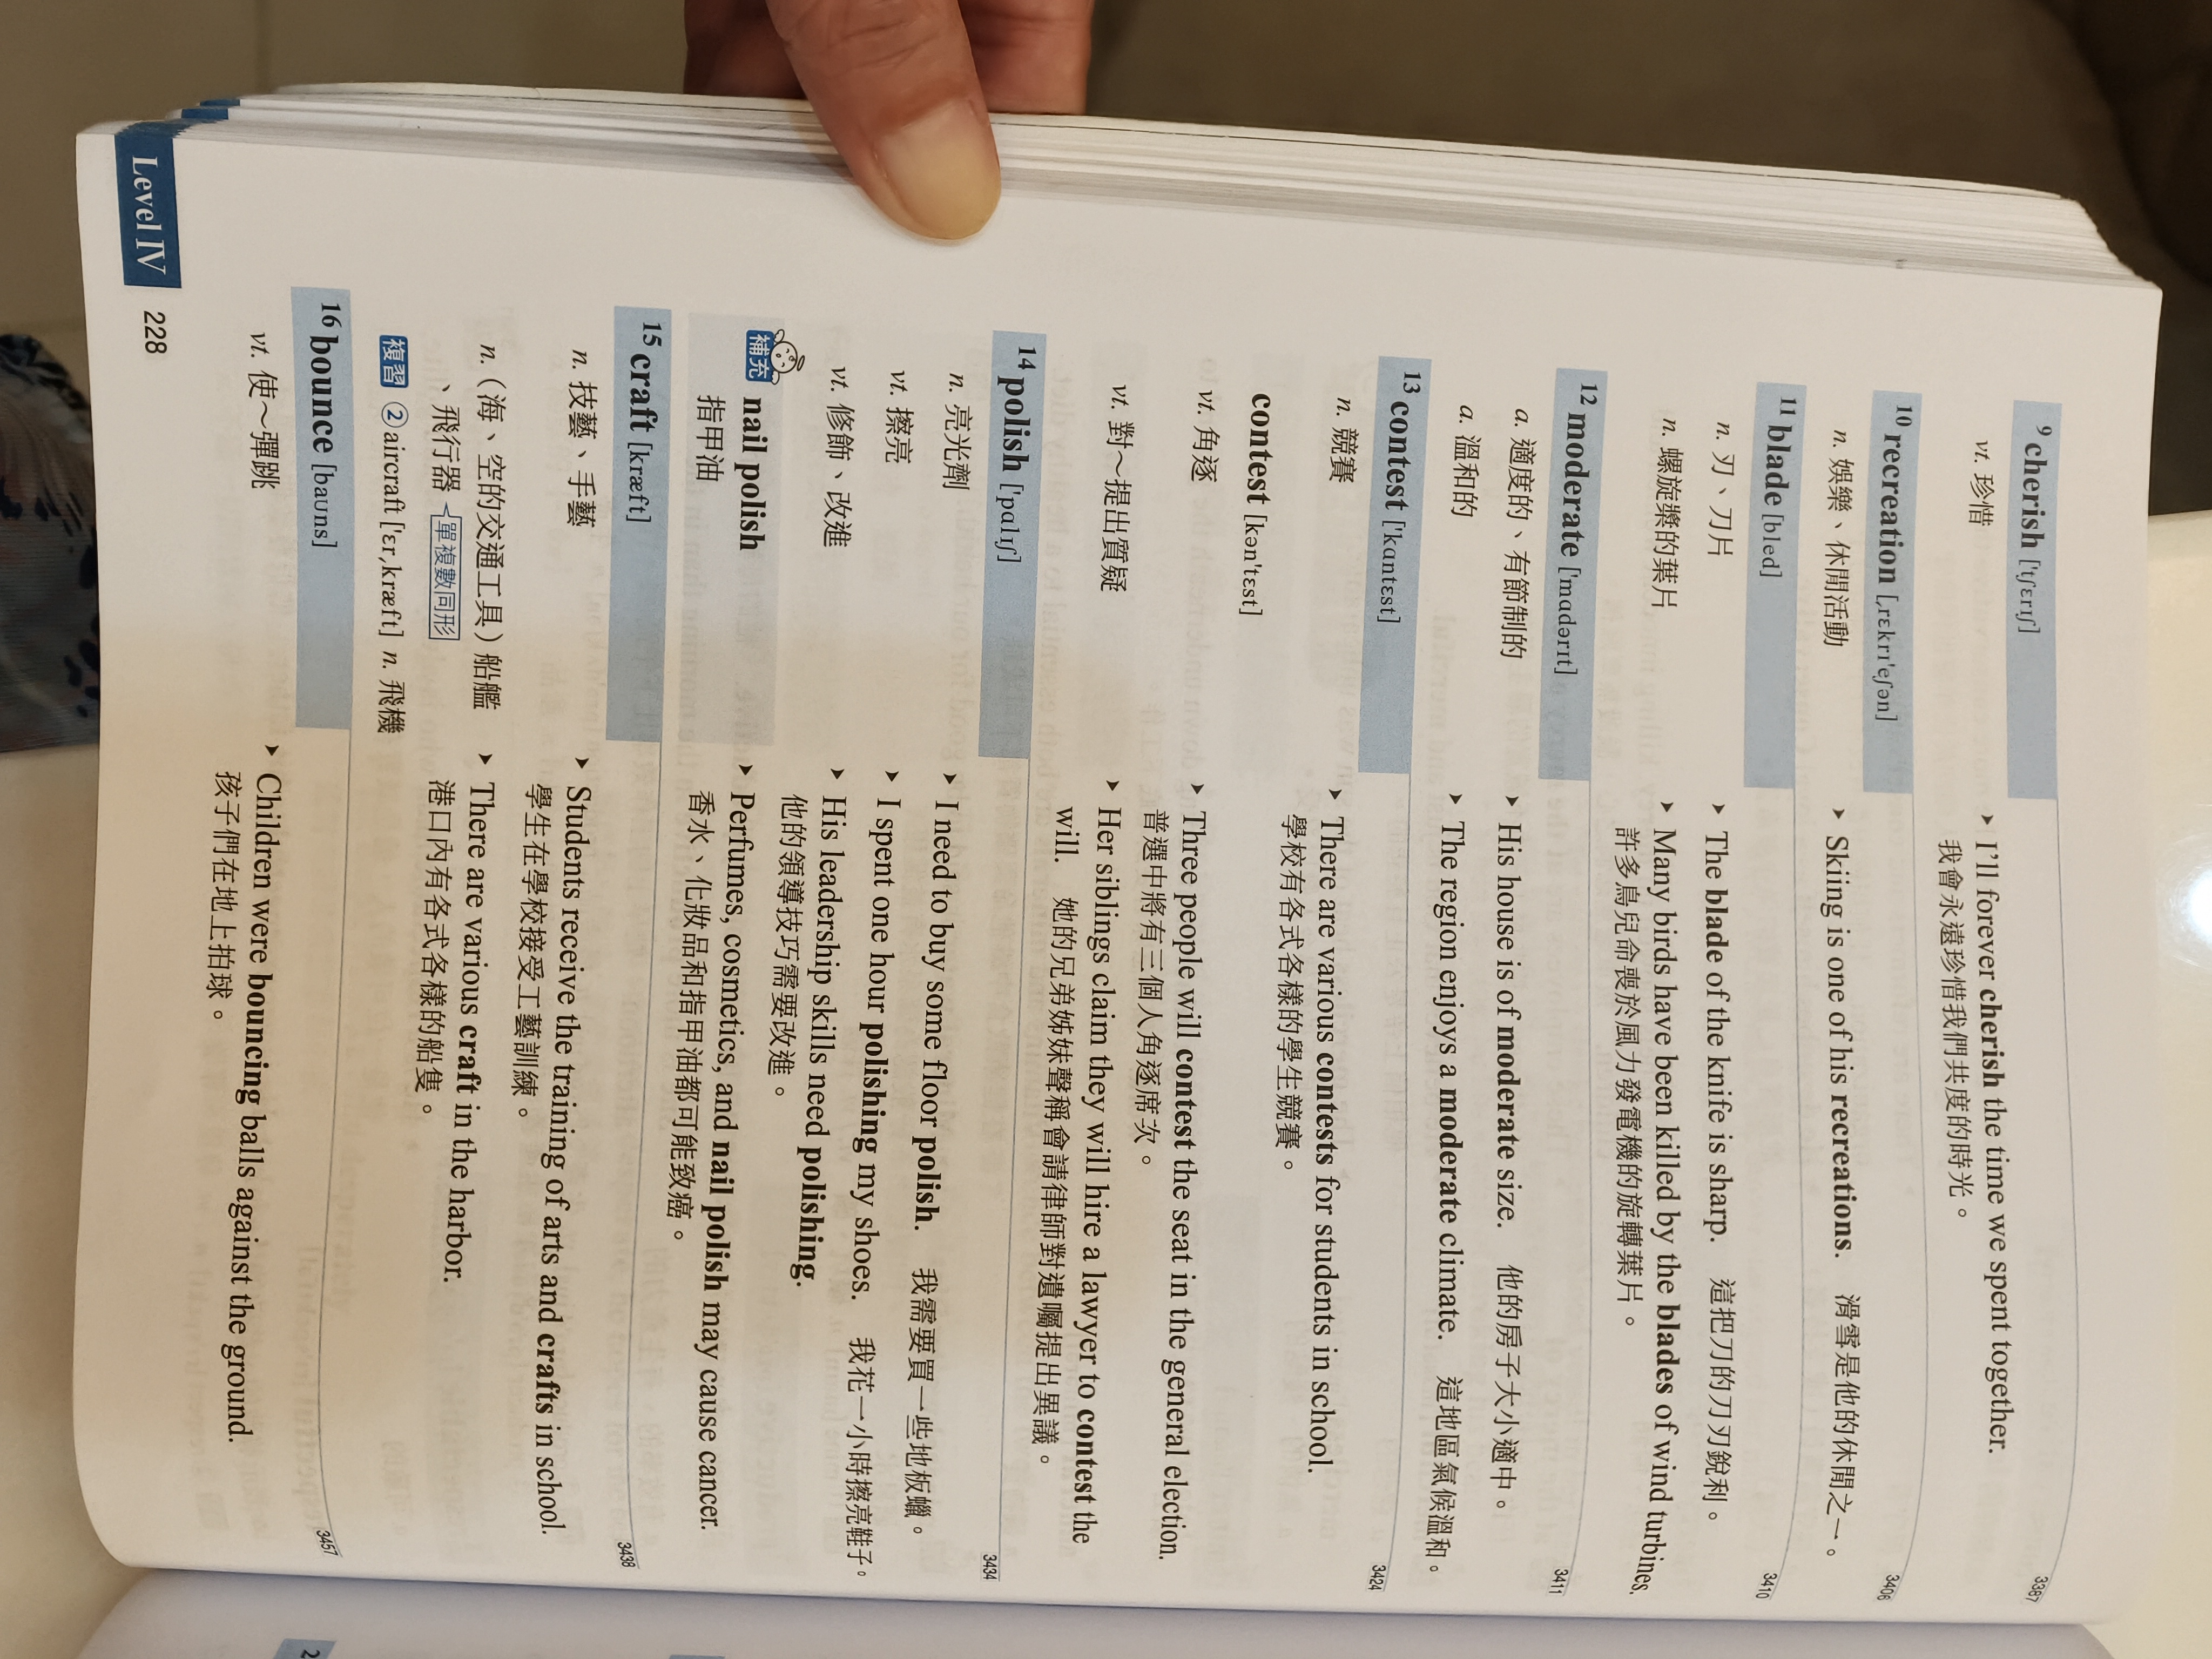 9 cherish [ˋtʃɛrɪʃ] 3387
vt. 珍惜
➤ I'll forever cherish the time we spent together.
我會永遠珍惜我們共度的時光。
10 recreation [ˏrɛkrɪˋeʃən] 3406
n. 娛樂、休閒活動
➤ Skiing is one of his recreations. 滑雪是他的休閒之一。
11 blade [bled] 3410
n. 刃、刀片
➤ The blade of the knife is sharp. 這把刀的刀刃銳利。
n. 螺旋槳的葉片
➤ Many birds have been killed by the blades of wind turbines.
許多鳥兒命喪於風力發電機的旋轉葉片。
12 moderate [ˋmɑdərɪt] 3411
a. 適度的、有節制的
➤ His house is of moderate size. 他的房子大小適中。
a. 溫和的
➤ The region enjoys a moderate climate. 這地區氣候溫和。
13 contest [ˋkɑntɛst] 3424
n. 競賽
➤ There are various contests for students in school.
學校有各式各樣的學生競賽。
contest [kənˋtɛst]
vt. 角逐
➤ Three people will contest the seat in the general election.
普選中將有三個人角逐席次。
vt. 對～提出質疑
➤ Her siblings claim they will hire a lawyer to contest the
will. 她的兄弟姊妹聲稱會請律師對遺囑提出異議。
14 polish [ˋpɑlɪʃ] 3434
n. 亮光劑
➤ I need to buy some floor polish. 我需要買一些地板蠟。
vt. 擦亮
➤ I spent one hour polishing my shoes. 我花一小時擦亮鞋子。
vt. 修飾、改進
➤ His leadership skills need polishing.
他的領導技巧需要改進。
補充 nail polish
指甲油
➤ Perfumes, cosmetics, and nail polish may cause cancer.
香水、化妝品和指甲油都可能致癌。
15 craft [kræft] 3438
n. 技藝、手藝
➤ Students receive the training of arts and crafts in school.
學生在學校接受工藝訓練。
n.（海、空的交通工具）船艦
、飛行器 單複數同形
➤ There are various craft in the harbor.
港口內有各式各樣的船隻。
複習 ② aircraft [ˋɛrˏkræft] n. 飛機
16 bounce [baʊns] 3457
vt. 使～彈跳
➤ Children were bouncing balls against the ground.
孩子們在地上拍球。
Level IV 228
2